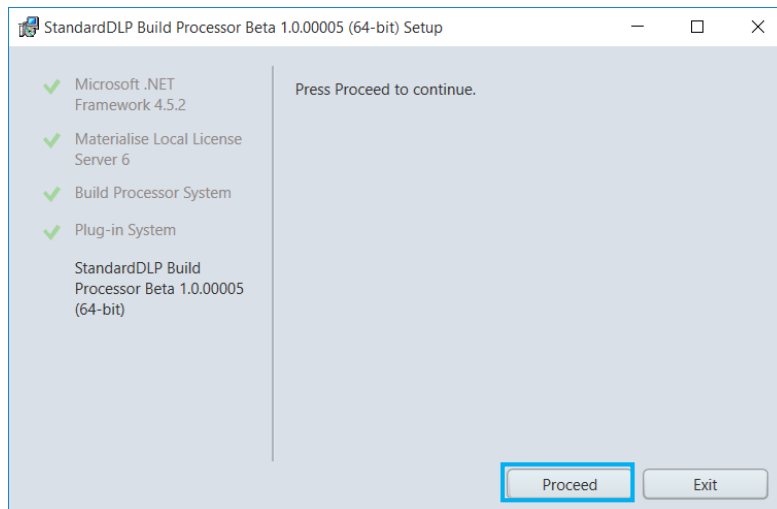 StandardDLP Build Processor Beta 1.0.00005 (64-bit) Setup
Microsoft .NET
Framework 4.5.2
Materialise Local License
Server 6
Build Processor System
Plug-in System
StandardDLP Build
Processor Beta 1.0.00005
(64-bit)
Press Proceed to continue.
Proceed
Exit